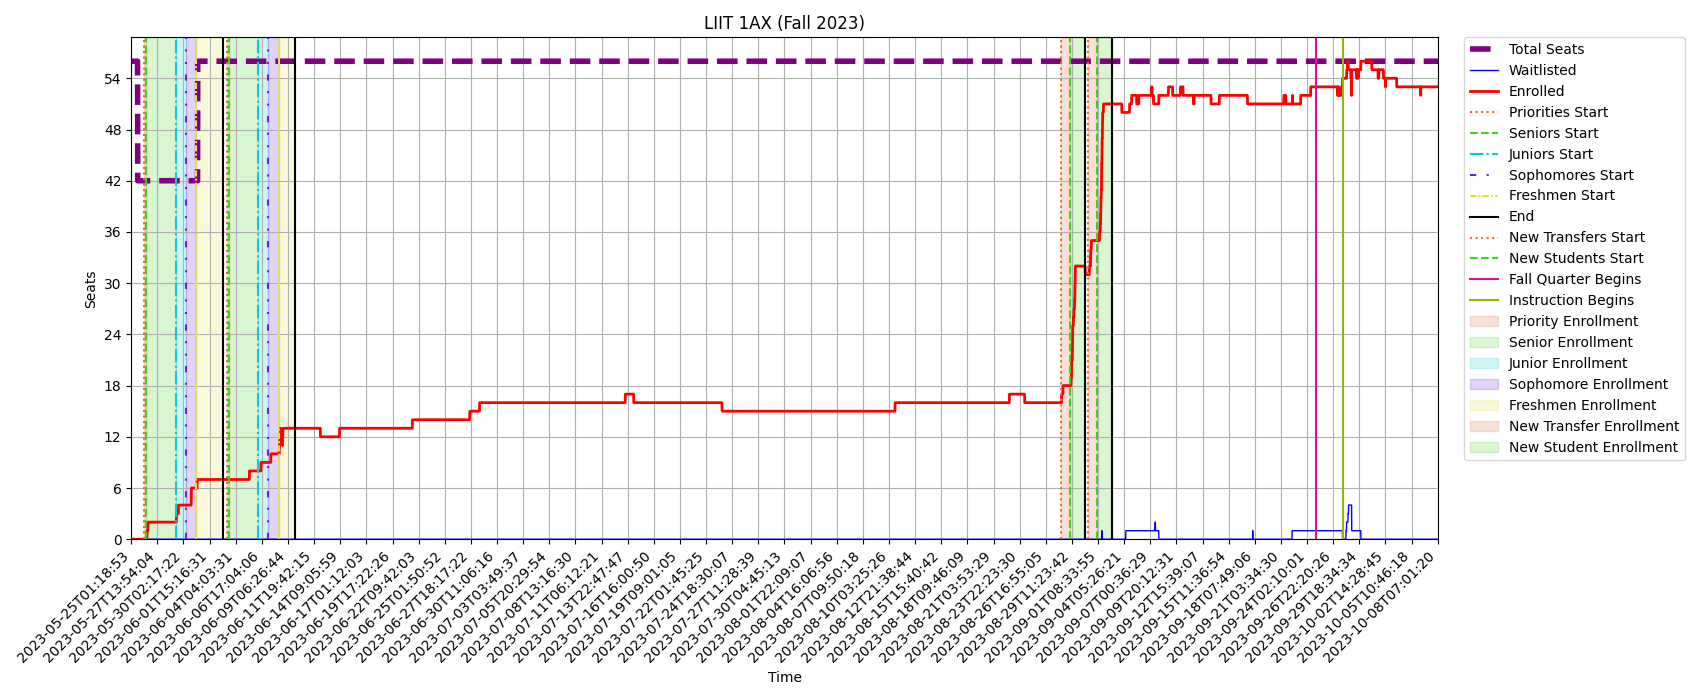 LIIT 1AX (Fall 2023)
Seats
54
48
42
36
30
24
18
12
6
0
2023-05-25T01:18:53
2023-05-27T13:54:04
2023-05-30T02:17:22
2023-06-01T15:16:31
2023-06-04T04:03:31
2023-06-06T17:04:06
2023-06-09T06:26:44
2023-06-11T19:42:15
2023-06-14T09:05:59
2023-06-17T01:12:03
2023-06-19T17:22:26
2023-06-22T09:42:03
2023-06-25T01:50:52
2023-06-27T18:17:22
2023-06-30T11:06:16
2023-07-03T03:49:37
2023-07-05T20:29:54
2023-07-08T13:16:30
2023-07-11T06:12:21
2023-07-13T22:47:47
2023-07-16T16:00:50
2023-07-19T09:01:05
2023-07-22T01:45:25
2023-07-24T18:30:07
2023-07-27T11:28:39
2023-07-30T04:45:13
2023-08-01T22:09:07
2023-08-04T16:06:56
2023-08-07T09:50:18
2023-08-10T03:25:26
2023-08-12T21:38:44
2023-08-15T15:40:42
2023-08-18T09:46:09
2023-08-21T03:53:29
2023-08-23T22:23:30
2023-08-26T16:55:05
2023-08-29T11:23:42
2023-09-01T08:33:55
2023-09-04T05:26:21
2023-09-07T00:36:29
2023-09-09T20:12:31
2023-09-12T15:39:07
2023-09-15T11:36:54
2023-09-18T07:49:06
2023-09-21T03:34:30
2023-09-24T02:10:01
2023-09-26T22:20:26
2023-09-29T18:34:34
2023-10-02T14:28:45
2023-10-05T10:46:18
2023-10-08T07:01:20
Time
Total Seats
Waitlisted
Enrolled
Priorities Start
Seniors Start
Juniors Start
Sophomores Start
Freshmen Start
End
New Transfers Start
New Students Start
Fall Quarter Begins
Instruction Begins
Priority Enrollment
Senior Enrollment
Junior Enrollment
Sophomore Enrollment
Freshmen Enrollment
New Transfer Enrollment
New Student Enrollment